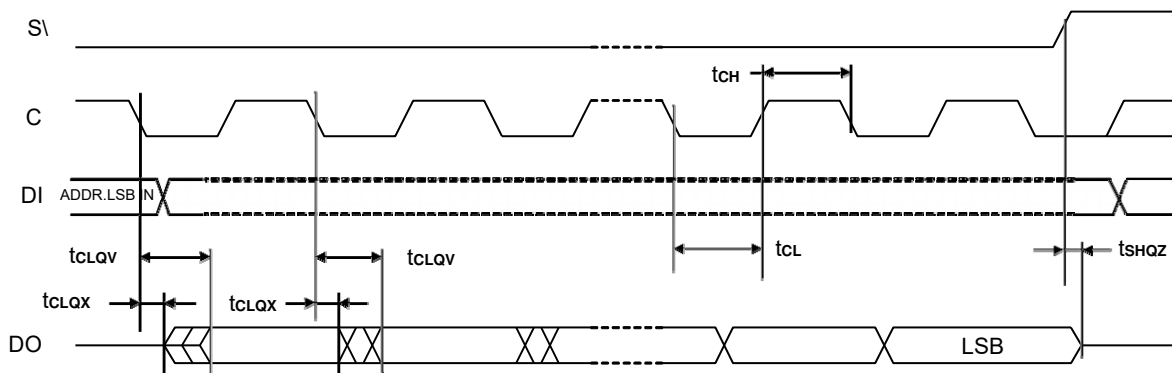 S\
tCH
C
DI ADDR.LSB IN
tCLQV tCLQV tCL tSHQZ
tCLQX tCLQX
DO LSB